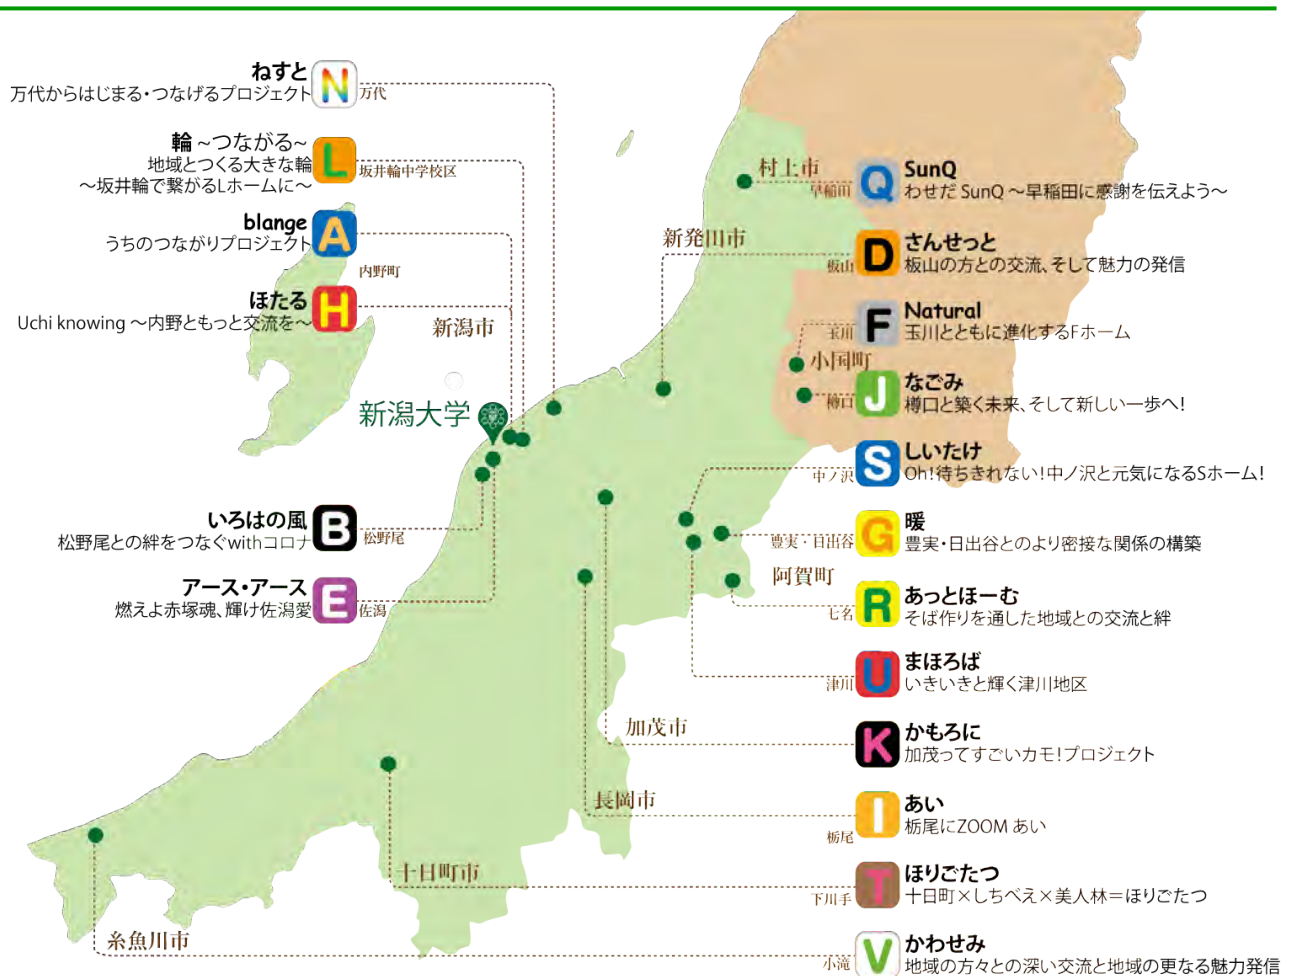 ねすと
万代からはじまる・つなげるプロジェクト
N
万代
輪 ~つながる~
地域とつくる大きな輪
~坂井輪で繋がるLホームに~
L
坂井輪中学校区
blange
うちのつながりプロジェクト
A
内野町
ほたる
Uchi knowing ~内野ともっと交流を~
H
新潟市
新潟大学
いろはの風
松野尾との絆をつなぐwithコロナ
B
松野尾
アース・アース
燃えよ赤塚魂、輝け佐潟愛
E
佐潟
村上市
早稲田
Q
SunQ
わせだ SunQ ~早稲田に感謝を伝えよう~
新発田市
板山
D
さんせっと
板山の方との交流、そして魅力の発信
玉川
F
Natural
玉川とともに進化するFホーム
小国町
樽口
J
なごみ
樽口と築く未来、そして新しい一歩へ!
中ノ沢
S
しいたけ
Oh!待ちきれない!中ノ沢と元気になるSホーム!
豊実・日出谷
G
暖
豊実・日出谷とのより密接な関係の構築
阿賀町
七名
R
あっとほーむ
そば作りを通した地域との交流と絆
津川
U
まほろば
いきいきと輝く津川地区
加茂市
K
かもろに
加茂ってすごいカモ!プロジェクト
長岡市
栃尾
I
あい
栃尾にZOOM あい
十日町市
下川手
T
ほりごたつ
十日町×しちべえ×美人林=ほりごたつ
糸魚川市
小滝
V
かわせみ
地域の方々との深い交流と地域の更なる魅力発信